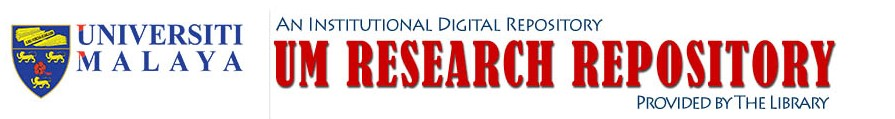 UNIVERSITI
MALAYA
AN INSTITUTIONAL DIGITAL REPOSITORY
UM RESEARCH REPOSITORY
PROVIDED BY THE LIBRARY